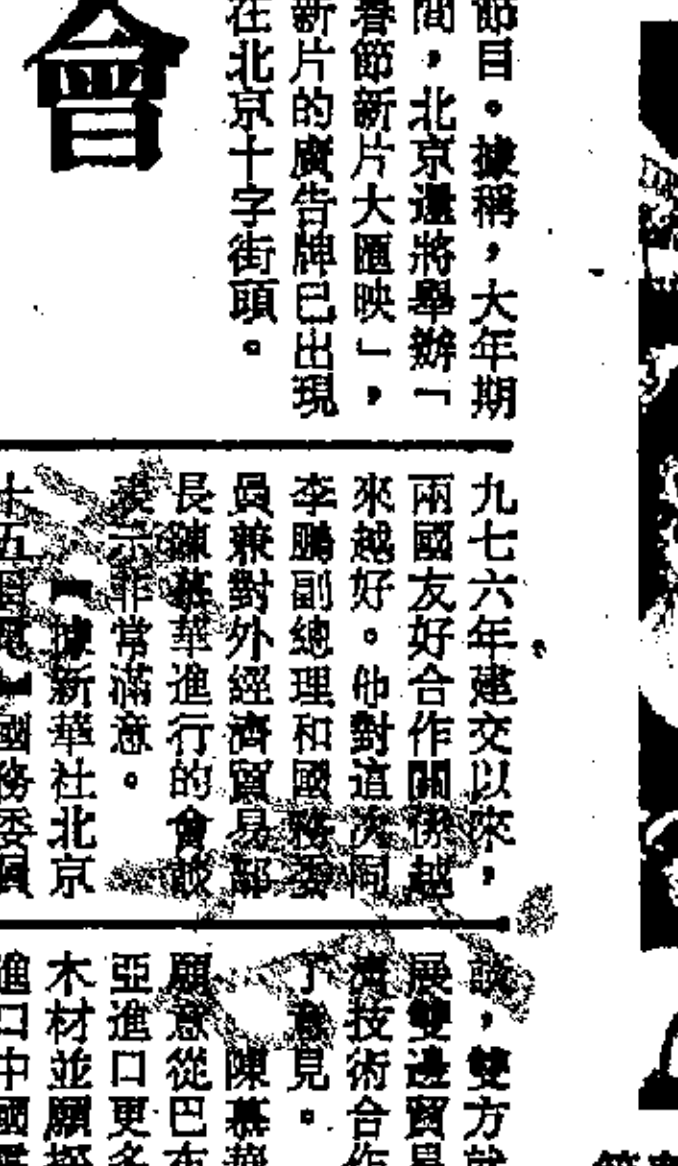 節目。據稱，大年期
間，北京還將舉辦「
春節新片大匯映」，
新片的廣告牌已出現
在北京十字街頭。
會
九七六年建交以來，
兩國友好合作關係越
來越好。他對這次同
李鵬副總理和國務委
員兼對外經濟貿易部
長陳慕華進行的會談
表示非常滿意。
【據新華社北京
十五日電】國務委員
談，雙方就
展雙邊貿易
濟技術合作
了意見。
陳慕華
願意從巴布
亞進口更多
木材並願
進口中國